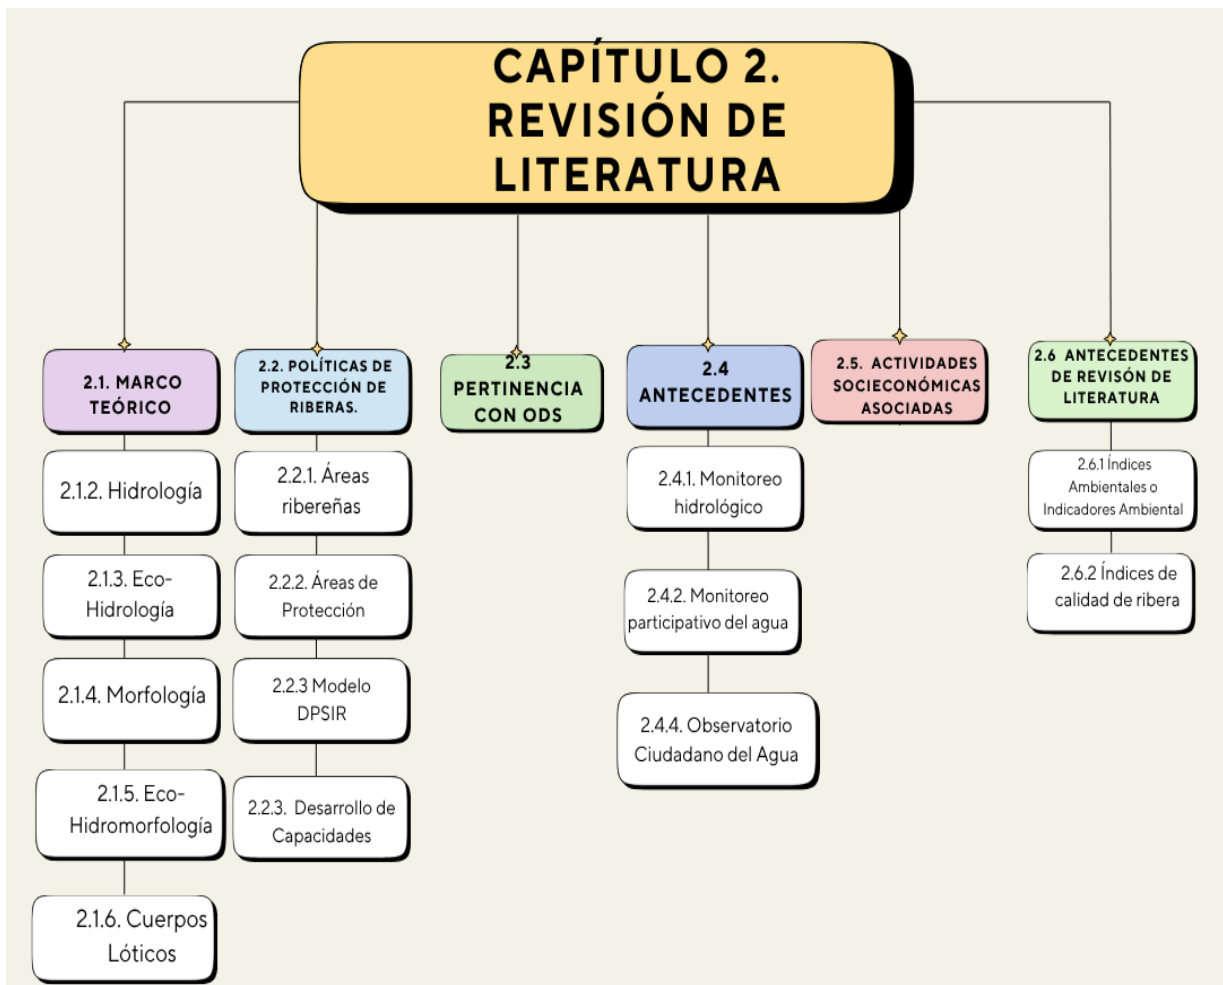 CAPÍTULO 2.
REVISIÓN DE
LITERATURA
2.1. MARCO
TEÓRICO
2.1.2. Hidrología
2.1.3. Eco-
Hidrología
2.1.4. Morfología
2.1.5. Eco-
Hidromorfología
2.1.6. Cuerpos
Lóticos
2.2. POLÍTICAS DE
PROTECCIÓN DE
RIBERAS.
2.2.1. Áreas
ribereñas
2.2.2. Áreas de
Protección
2.2.3 Modelo
DPSIR
2.2.3. Desarrollo de
Capacidades
2.3
PERTINENCIA
CON ODS
2.4
ANTECEDENTES
2.4.1. Monitoreo
hidrológico
2.4.2. Monitoreo
participativo del agua
2.4.4. Observatorio
Ciudadano del Agua
2.5. ACTIVIDADES
SOCIECONÓMICAS
ASOCIADAS
2.6 ANTECEDENTES
DE REVISÓN DE
LITERATURA
2.6.1 Índices
Ambientales o
Indicadores Ambiental
2.6.2 Índices de
calidad de ribera